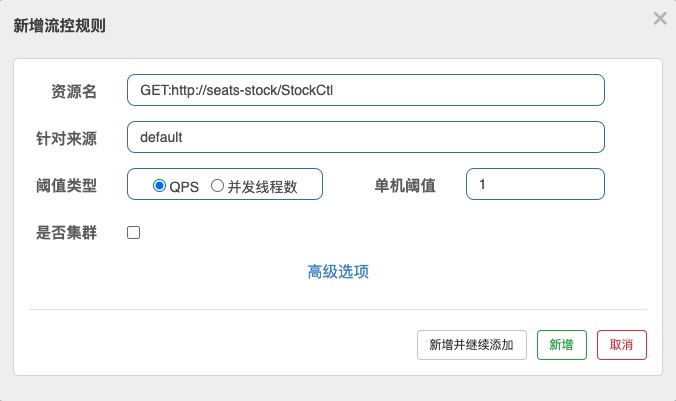 新增流控规则
资源名 GET:http://seats-stock/StockCtl
针对来源 default
阈值类型 QPS 并发线程数 单机阈值 1
是否集群
高级选项
新增并继续添加 新增 取消